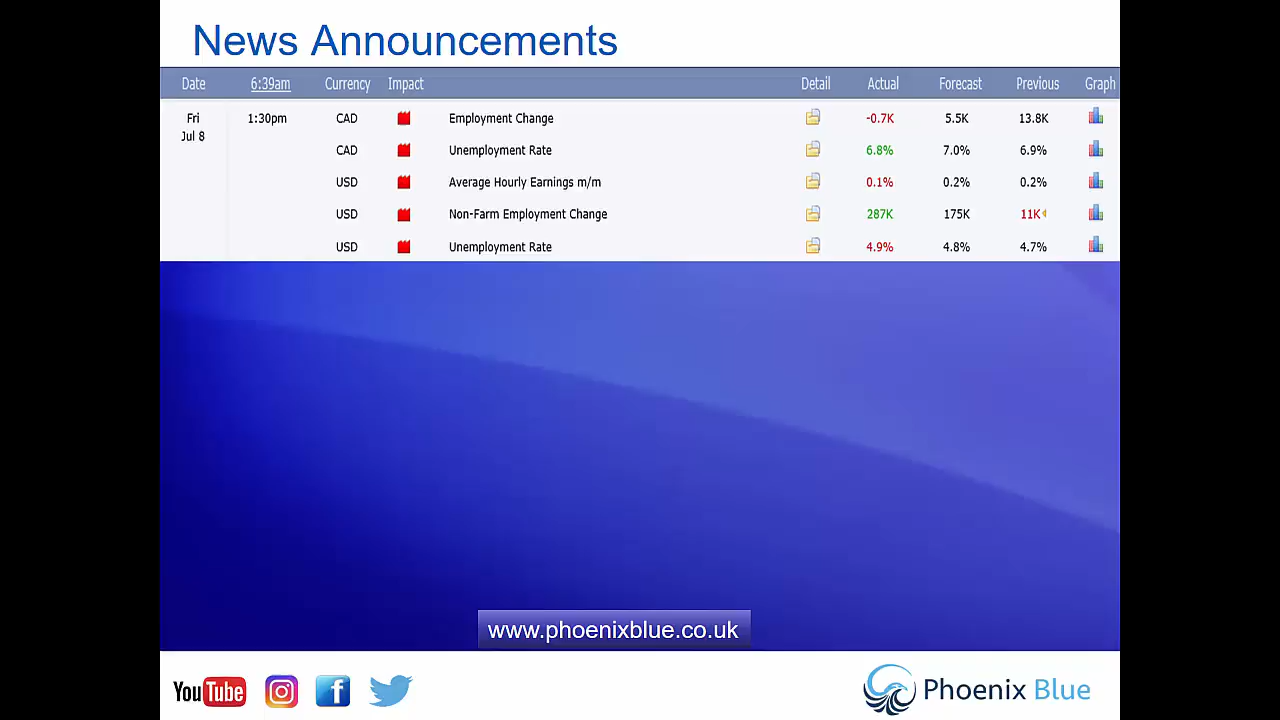 News Announcements
Date 6:39am Currency Impact Detail Actual Forecast Previous Graph
Fri 1:30pm CAD Employment Change -0.7K 5.5K 13.8K
Jul 8
CAD Unemployment Rate 6.8% 7.0% 6.9%
USD Average Hourly Earnings m/m 0.1% 0.2% 0.2%
USD Non-Farm Employment Change 287K 175K 11K
USD Unemployment Rate 4.9% 4.8% 4.7%
www.phoenixblue.co.uk
YouTube f Phoenix Blue